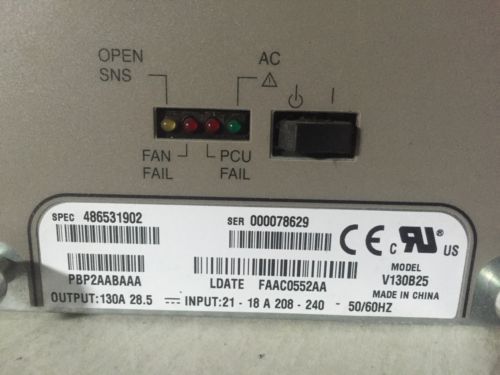 OPEN
SNS
AC
FAN
FAIL
PCU
FAIL
SPEC 486531902
SER 000078629
CE c RU US
PBP2AABAAA
LDATE FAAC0552AA
MODEL
V130B25
MADE IN CHINA
OUTPUT:130A 28.5 ⎓ INPUT:21 - 18 A 208 - 240 ~ 50/60HZ